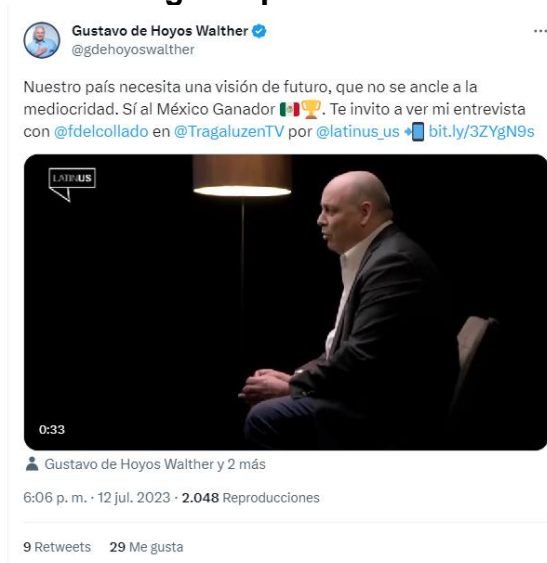 Gustavo de Hoyos Walther
@gdehoyoswalther
Nuestro país necesita una visión de futuro, que no se ancle a la
mediocridad. Sí al México Ganador 🇲🇽🏆. Te invito a ver mi entrevista
con @fdelcollado en @TragaluzenTV por @latinus_us 📲 bit.ly/3ZYgN9s
LATINUS
0:33
Gustavo de Hoyos Walther y 2 más
6:06 p. m. · 12 jul. 2023 · 2.048 Reproducciones
9 Retweets 29 Me gusta